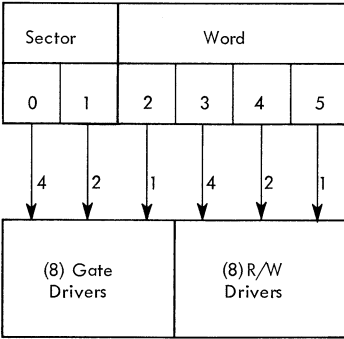 Sector Word
0 1 2 3 4 5
4 2 1 4 2 1
(8) Gate (8) R/W
Drivers Drivers